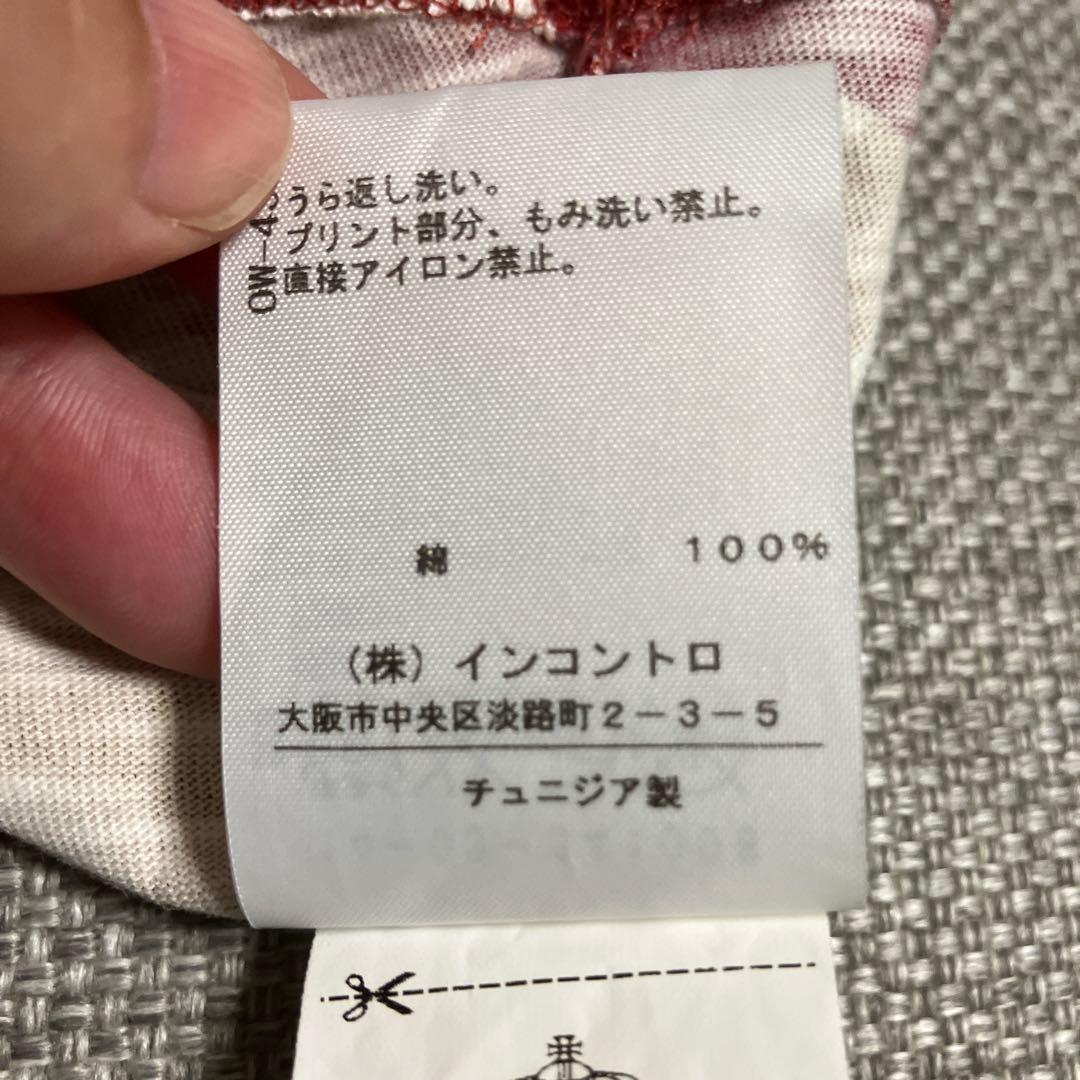 うら返し洗い。
プリント部分、もみ洗い禁止。
直接アイロン禁止。
綿 １００％
（株）インコントロ
大阪市中央区淡路町２－３－５
チュニジア製